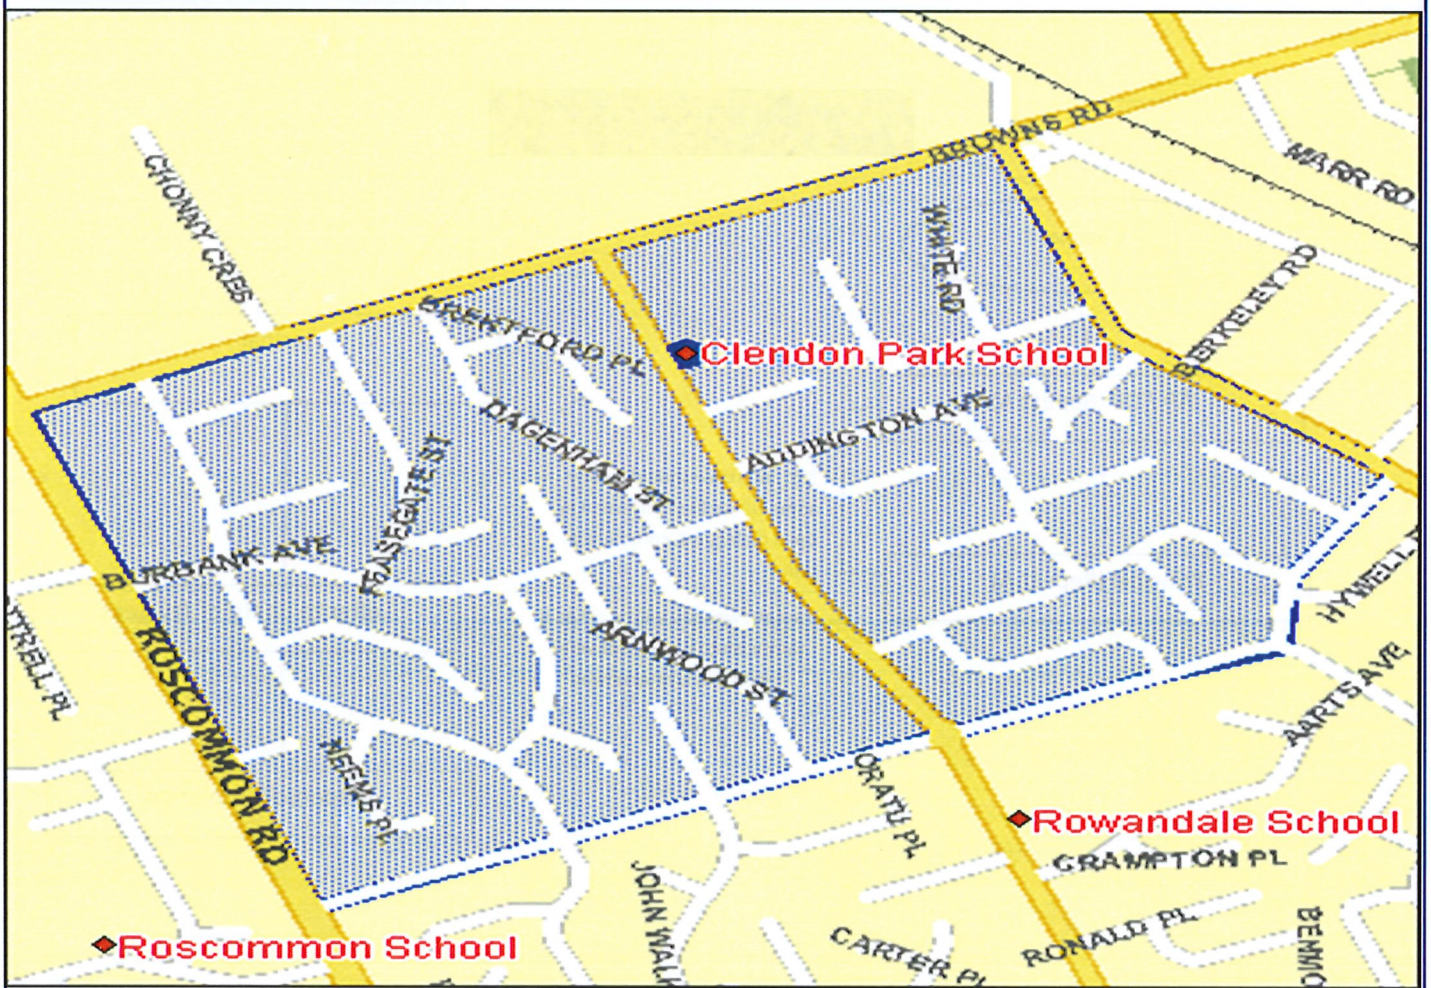 BROWNS RD
MARR RD
CHONNY CRES
WHITE RD
BERKELEY RD
BRENTFORD PL
Clendon Park School
DAGENHAM ST
ADDINGTON AVE
FEASEGATE ST
BURBANK AVE
HYWELL
TTRELL PL
ROSCOMMON RD
ARNWOOD ST
AARTS AVE
NEEMS PL
ORATU PL
Rowandale School
CRAMPTON PL
JOHN WALK
Roscommon School
CARTER PL
RONALD PL